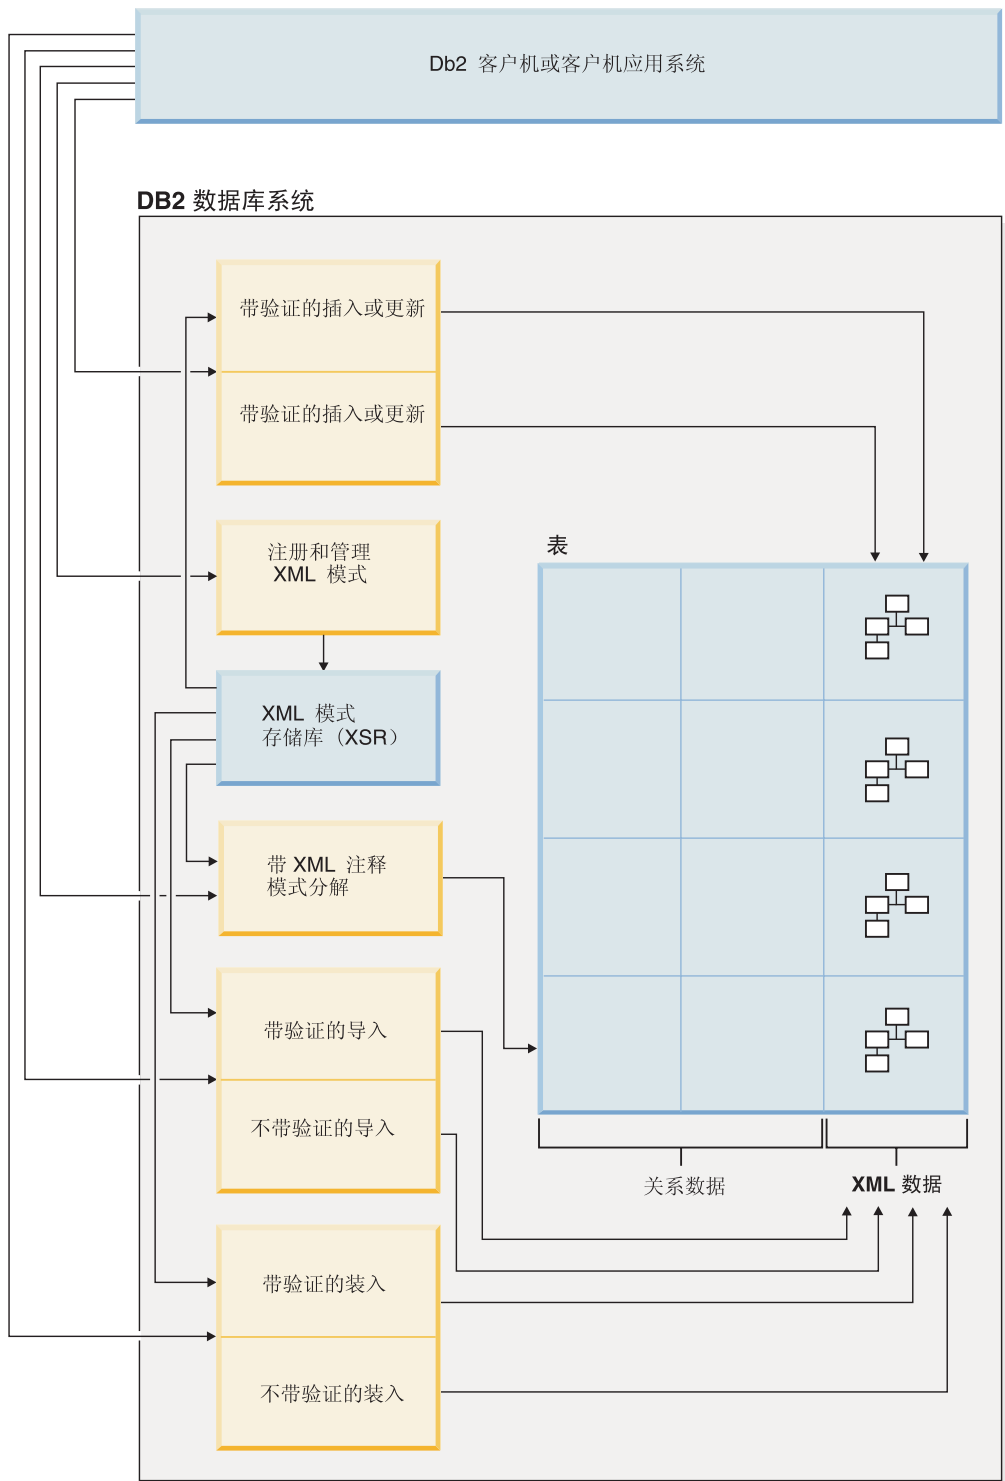 Db2 客户机或客户机应用系统
DB2 数据库系统
带验证的插入或更新
带验证的插入或更新
注册和管理
XML 模式
表
XML 模式
存储库（XSR）
带 XML 注释
模式分解
带验证的导入
不带验证的导入
关系数据
XML 数据
带验证的装入
不带验证的装入